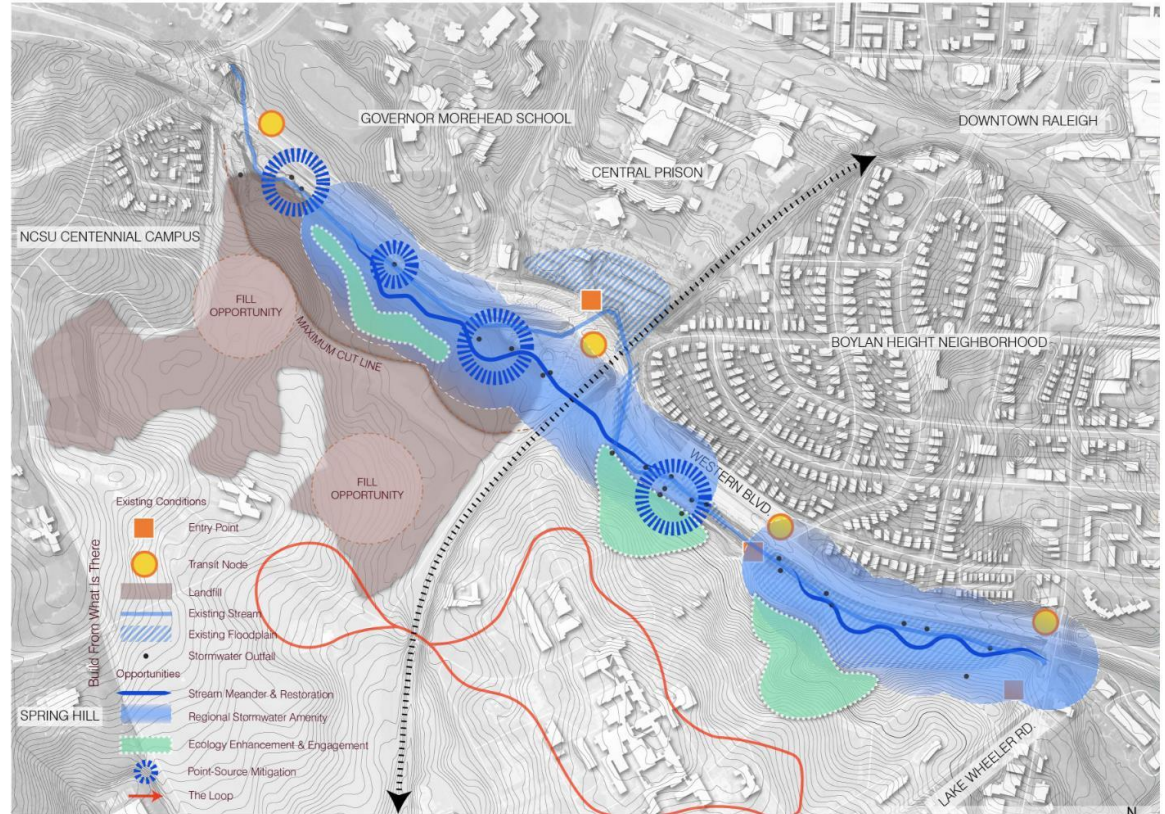 GOVERNOR MOREHEAD SCHOOL
DOWNTOWN RALEIGH
CENTRAL PRISON
NCSU CENTENNIAL CAMPUS
FILL
OPPORTUNITY
MAXIMUM CUT LINE
BOYLAN HEIGHT NEIGHBORHOOD
FILL
OPPORTUNITY
WESTERN BLVD
Build From What Is There
Existing Conditions
Entry Point
Transit Node
Landfill
Existing Stream
Existing Floodplain
Stormwater Outfall
Opportunities
Stream Meander & Restoration
Regional Stormwater Amenity
Ecology Enhancement & Engagement
Point-Source Mitigation
The Loop
SPRING HILL
LAKE WHEELER RD.
N